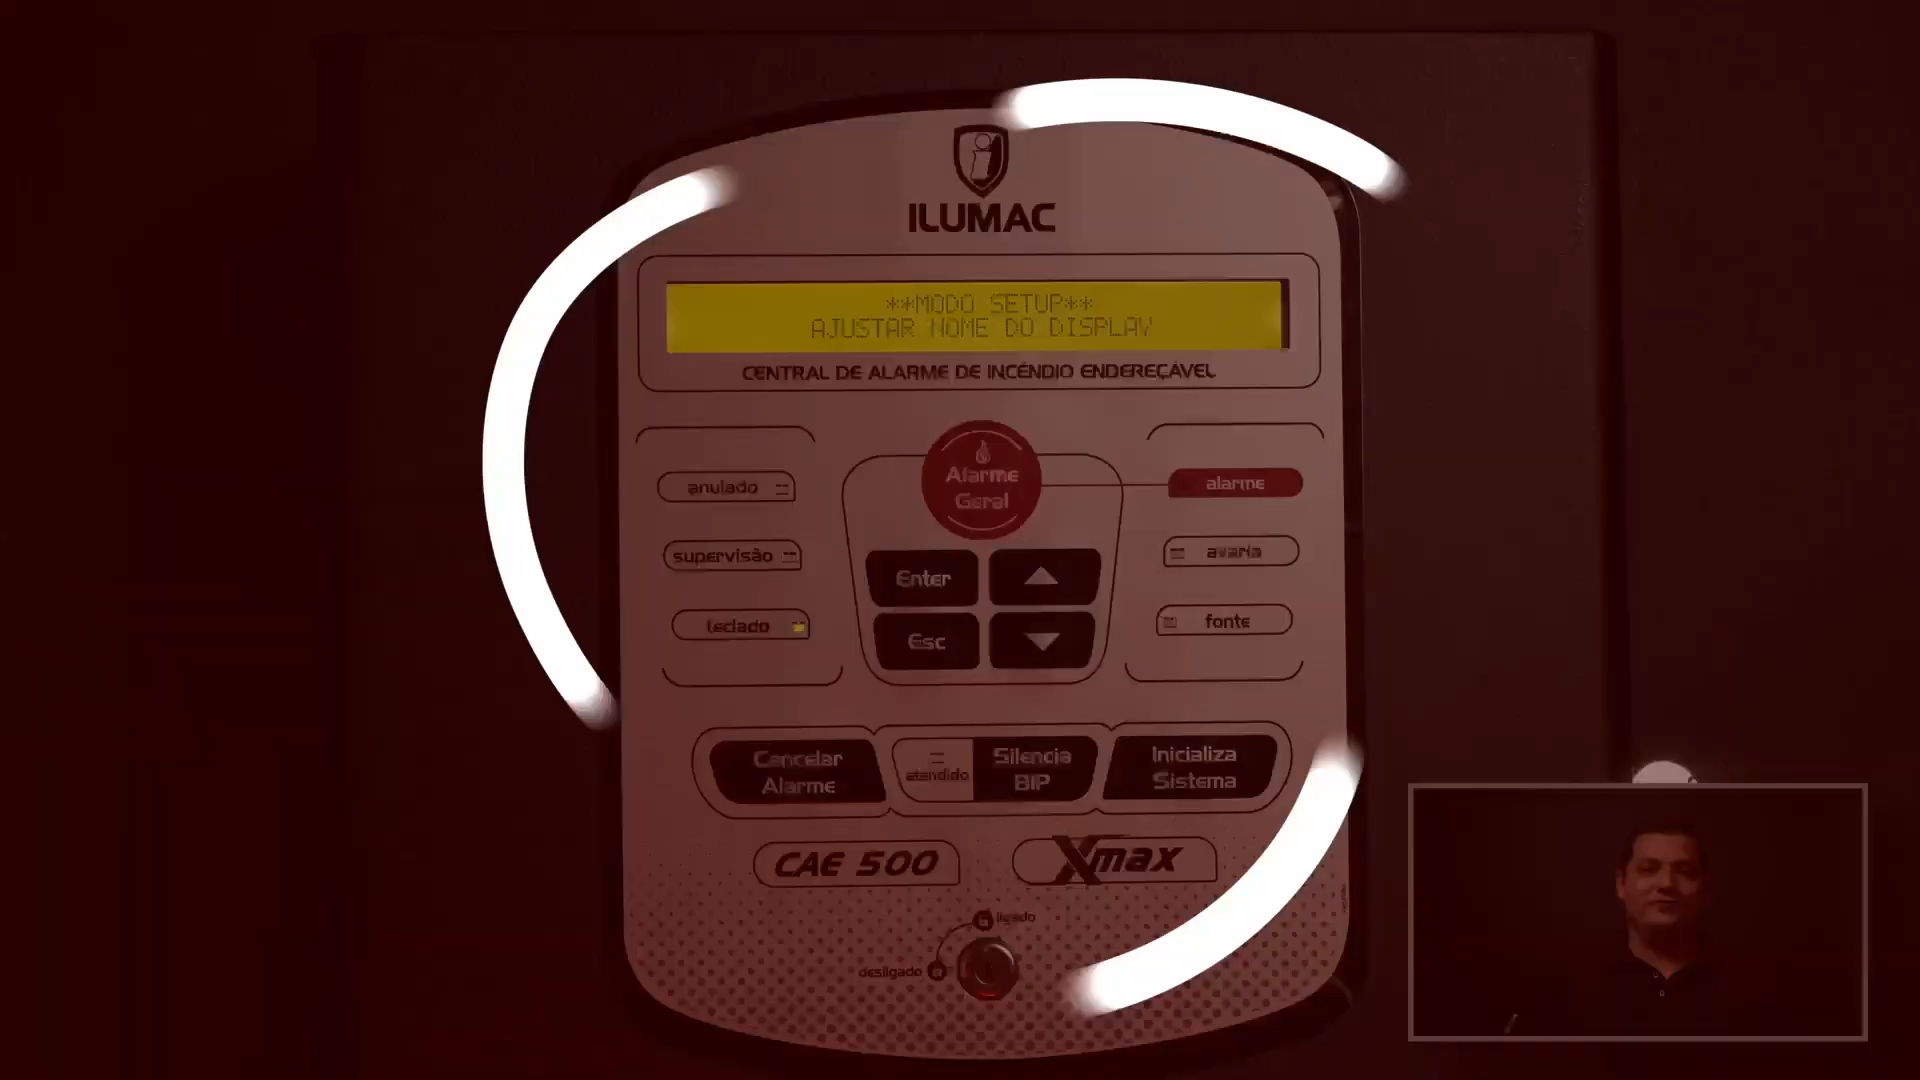 ILUMAC
**MODO SETUP**
AJUSTAR NOME DO DISPLAY
CENTRAL DE ALARME DE INCÊNDIO ENDEREÇÁVEL
anulado
supervisão
teclado
Alarme
Geral
Enter
Esc
alarme
avaria
fonte
Cancelar
Alarme
atendido
Silencia
BIP
Inicializa
Sistema
CAE 500
Xmax
ligado
desligado